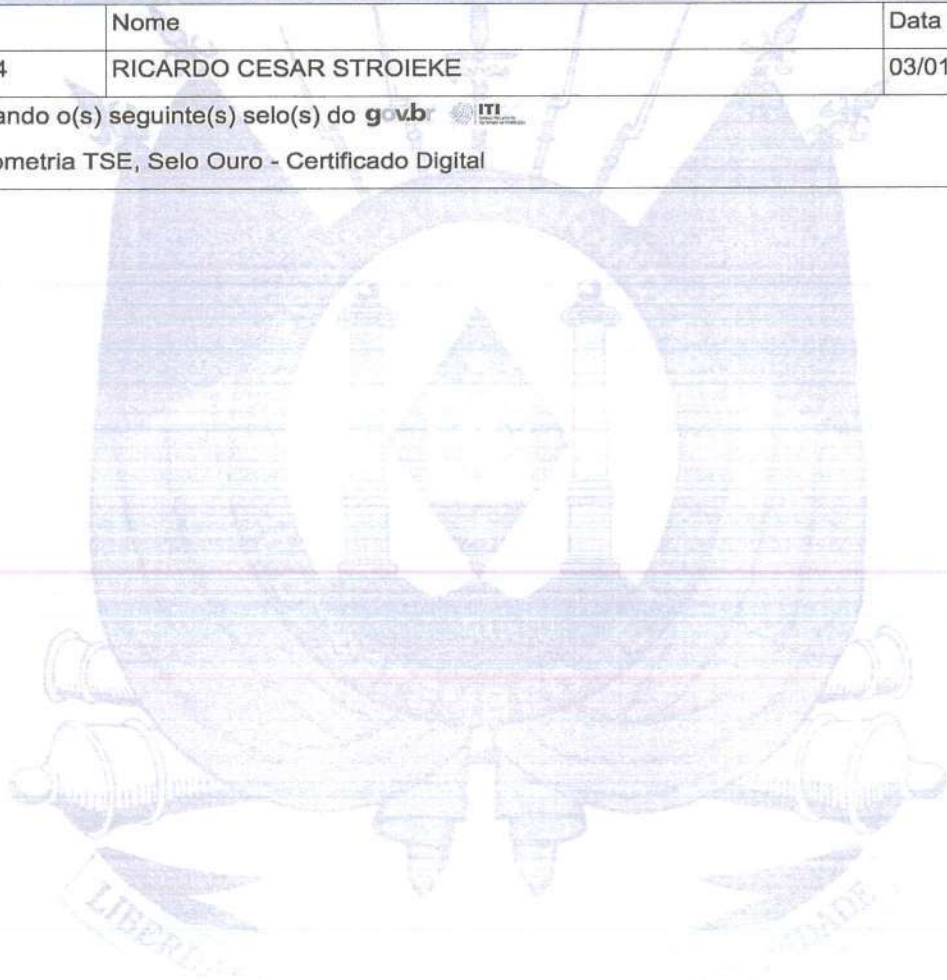 Nome Data
4 RICARDO CESAR STROIEKE 03/01
ando o(s) seguinte(s) selo(s) do gov.br ITI
ometria TSE, Selo Ouro - Certificado Digital